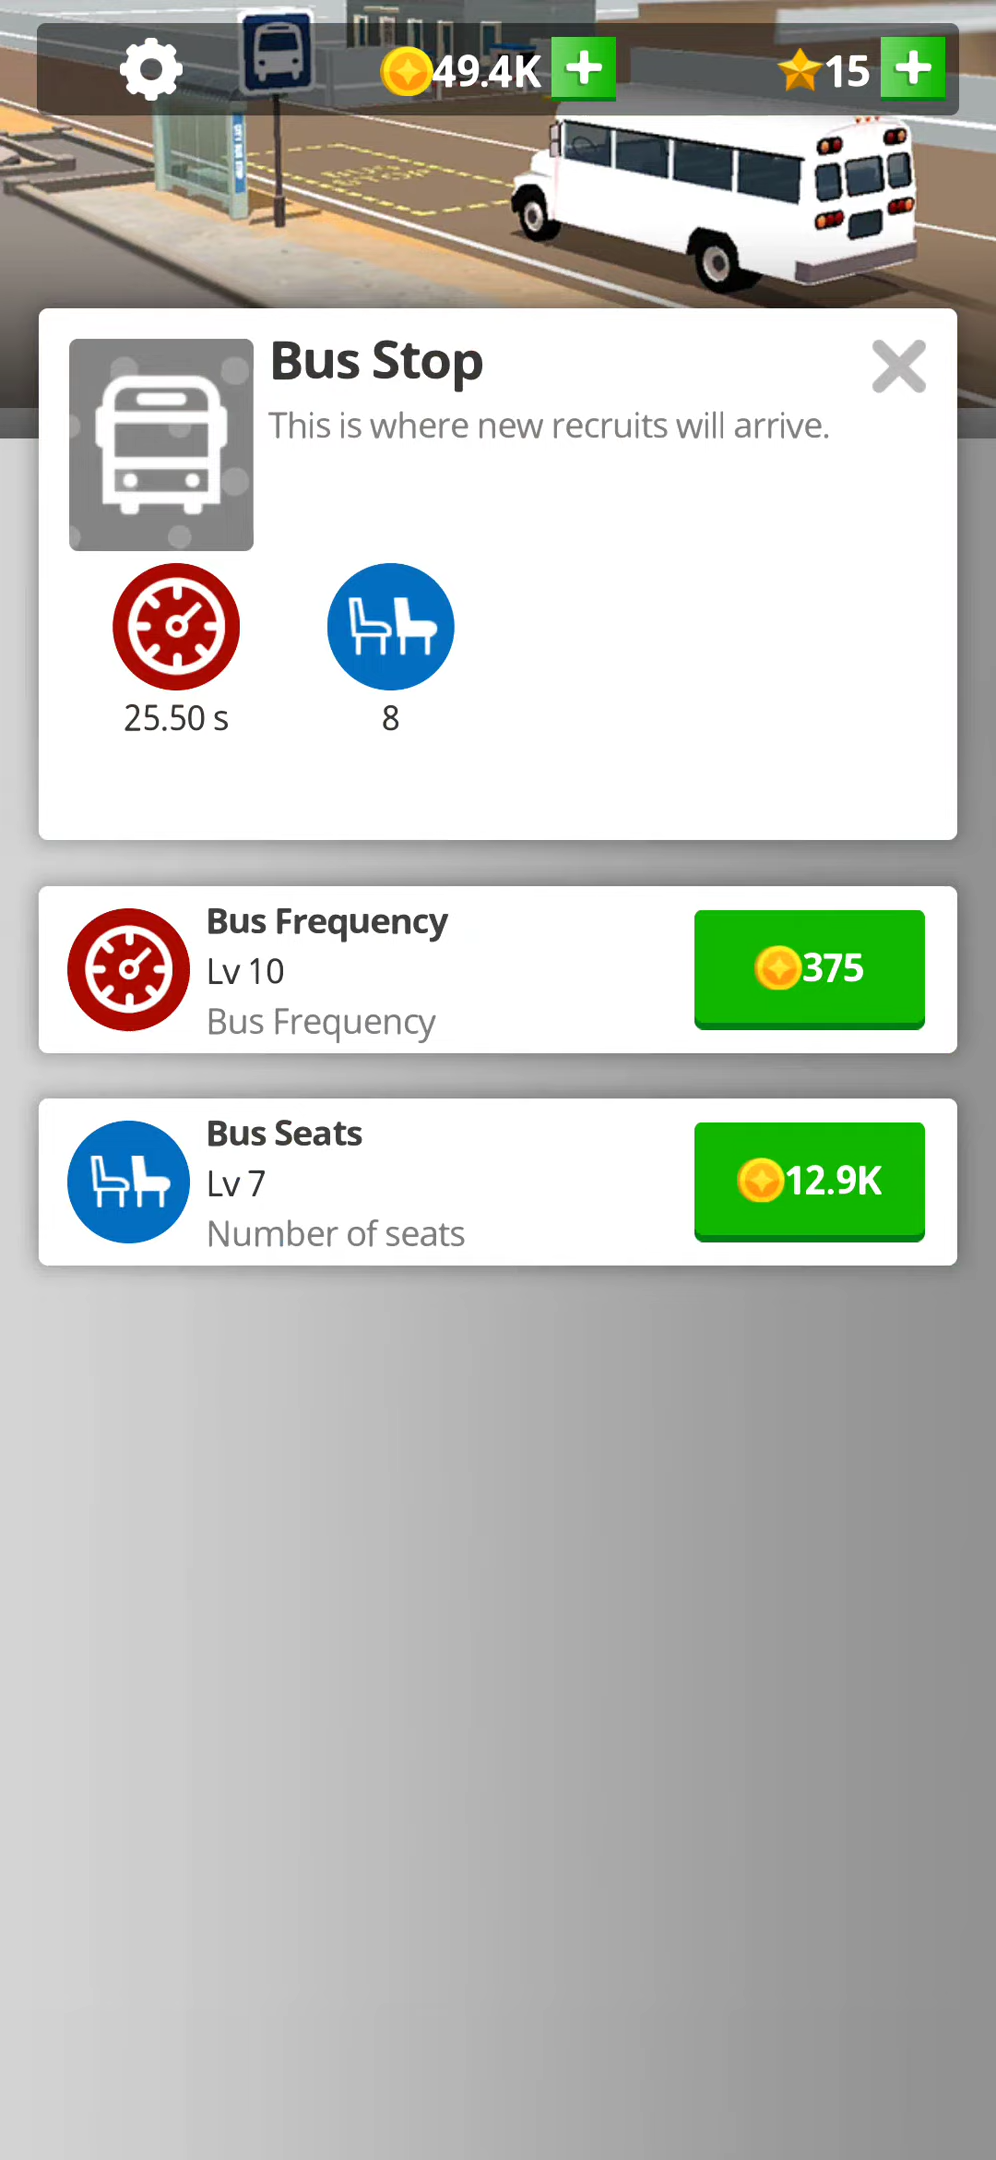 49.4K
15
Bus Stop
This is where new recruits will arrive.
25.50 s
8
Bus Frequency
Lv 10
Bus Frequency
375
Bus Seats
Lv 7
Number of seats
12.9K